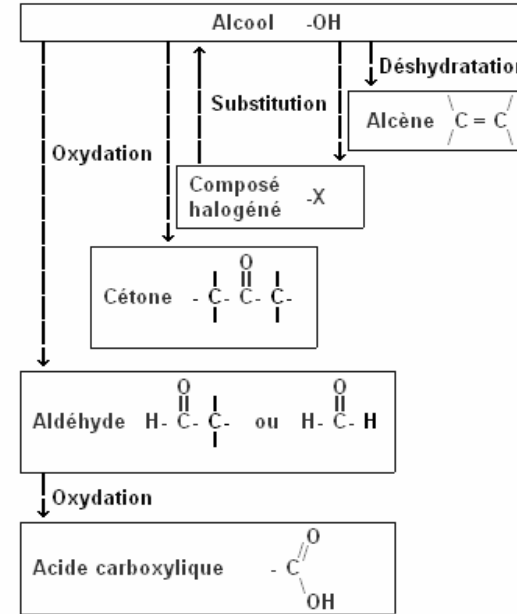 Alcool -OH
Déshydratation
Substitution
Alcène C = C
Oxydation
Composé
halogéné -X
O
Cétone - C - C - C -
O O
Aldéhyde H - C - C - ou H - C - H
Oxydation
O
Acide carboxylique - C
OH